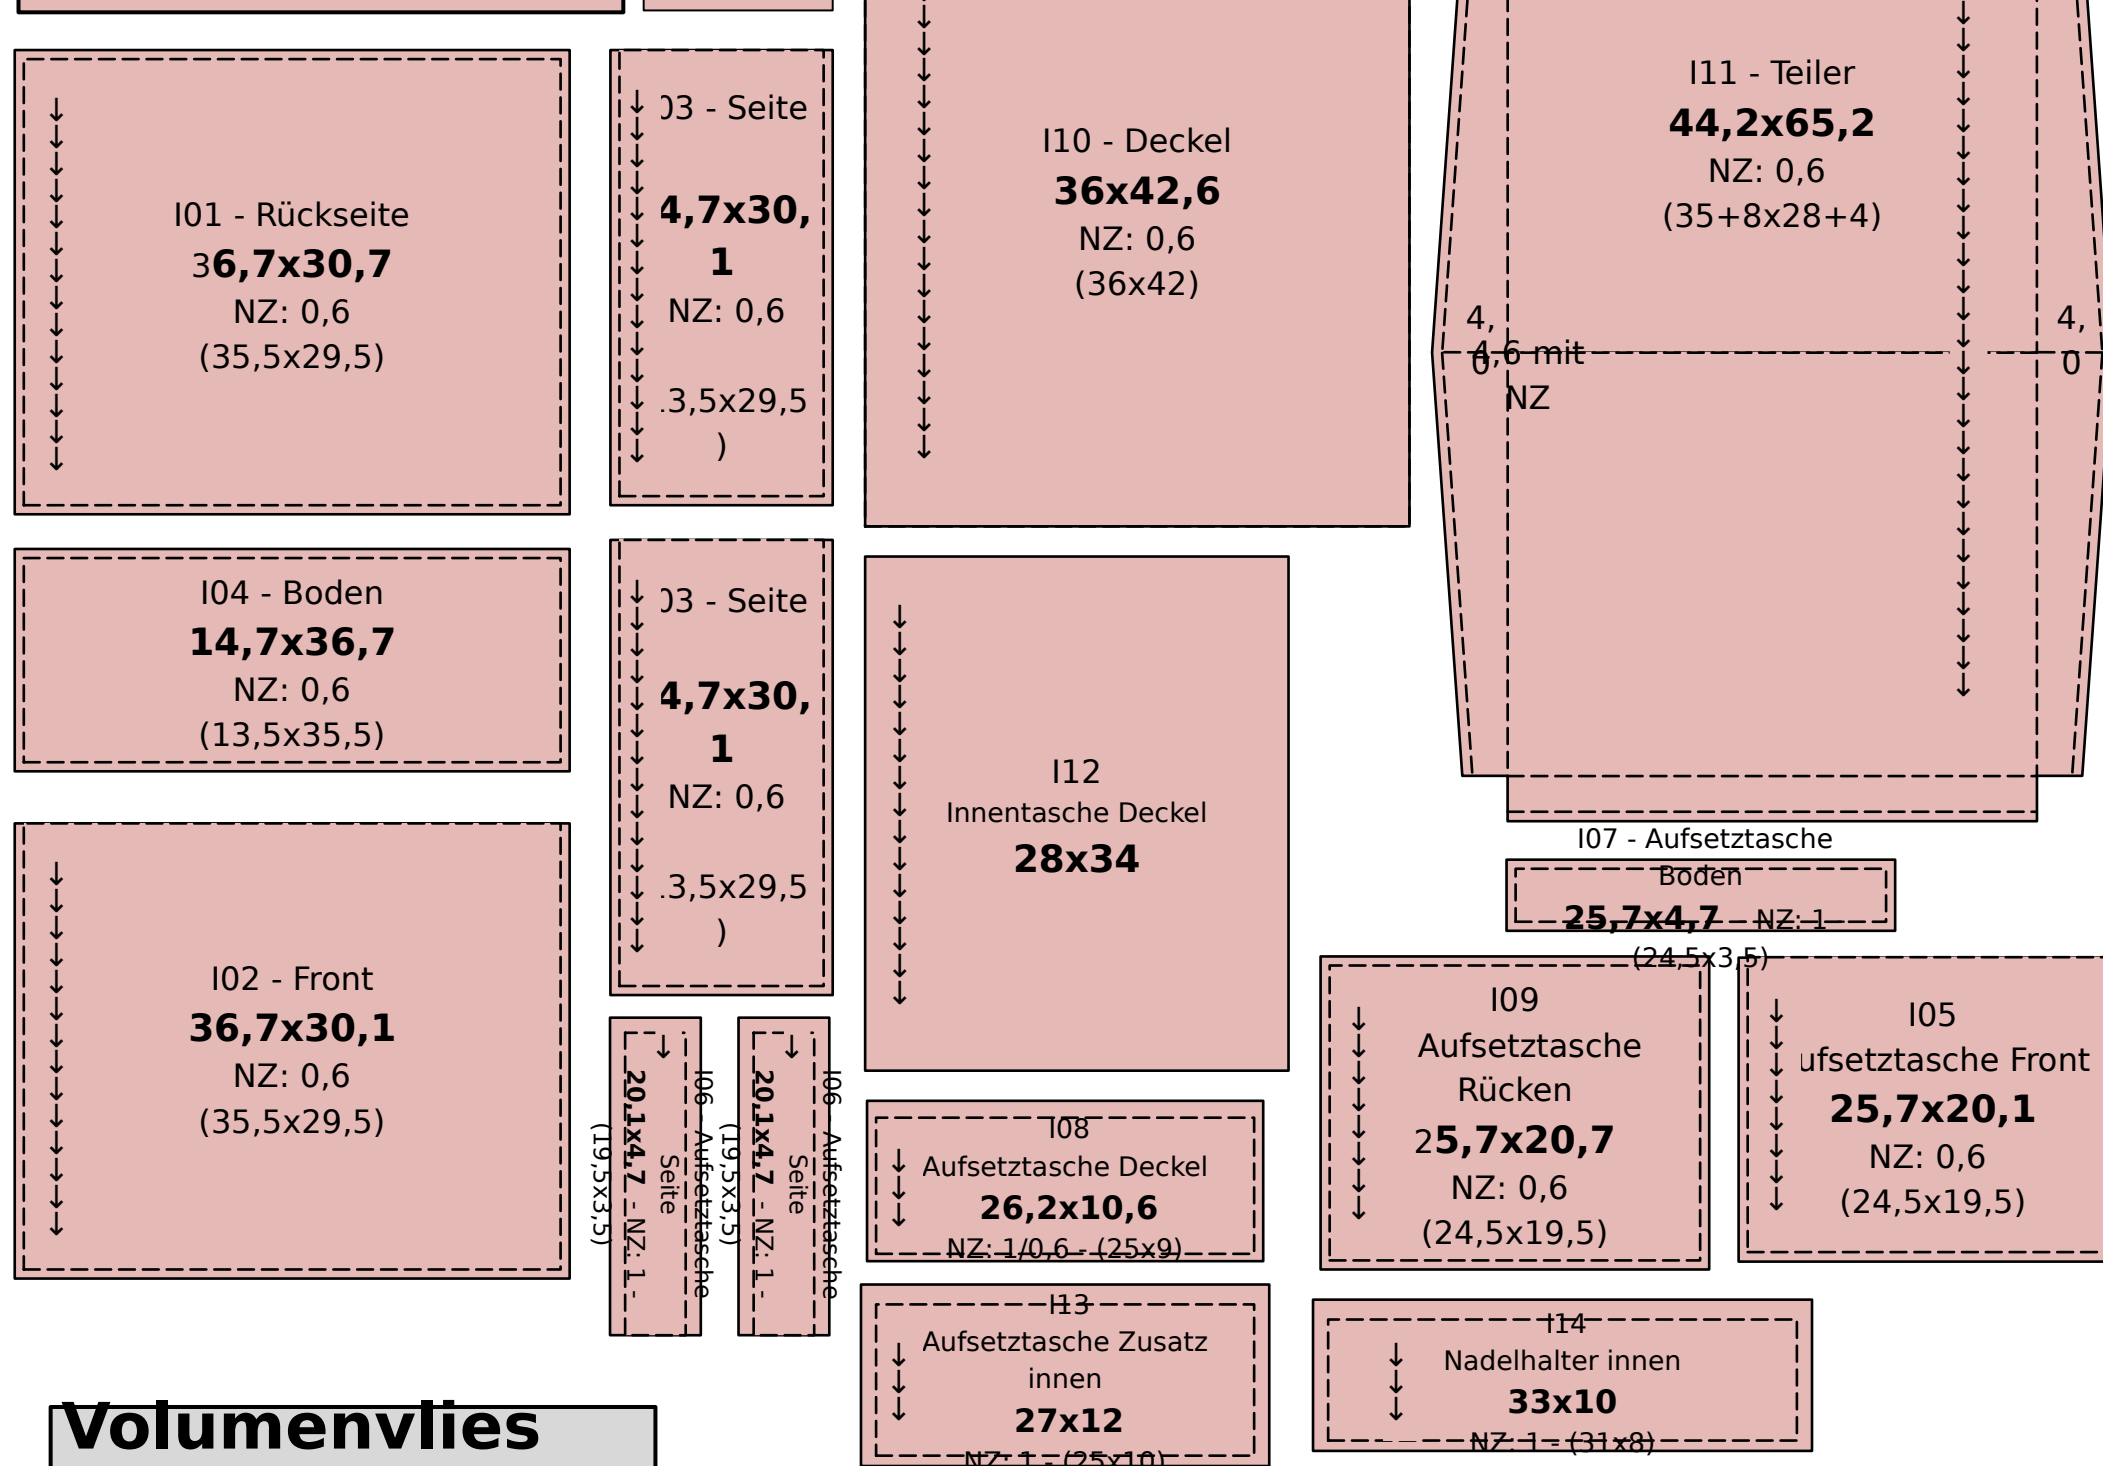 I01 - Rückseite
36,7x30,7
NZ: 0,6
(35,5x29,5)
03 - Seite
4,7x30,
1
NZ: 0,6
3,5x29,5
)
I10 - Deckel
36x42,6
NZ: 0,6
(36x42)
I11 - Teiler
44,2x65,2
NZ: 0,6
(35+8x28+4)
4,
0
4,6 mit
NZ
4,
0
I04 - Boden
14,7x36,7
NZ: 0,6
(13,5x35,5)
03 - Seite
4,7x30,
1
NZ: 0,6
3,5x29,5
)
I12
Innentasche Deckel
28x34
I07 - Aufsetztasche
Boden
25,7x4,7 - NZ: 1
(24,5x3,5)
I02 - Front
36,7x30,1
NZ: 0,6
(35,5x29,5)
I06 - Aufsetztasche
Seite
20,1x4,7 - NZ: 1 -
(19,5x3,5)
I06 - Aufsetztasche
Seite
20,1x4,7 - NZ: 1 -
(19,5x3,5)
I08
Aufsetztasche Deckel
26,2x10,6
NZ: 1/0,6 - (25x9)
I09
Aufsetztasche
Rücken
25,7x20,7
NZ: 0,6
(24,5x19,5)
I05
ufsetztasche Front
25,7x20,1
NZ: 0,6
(24,5x19,5)
I13
Aufsetztasche Zusatz
innen
27x12
NZ: 1 - (25x10)
I14
Nadelhalter innen
33x10
NZ: 1 - (31x8)
Volumenvlies